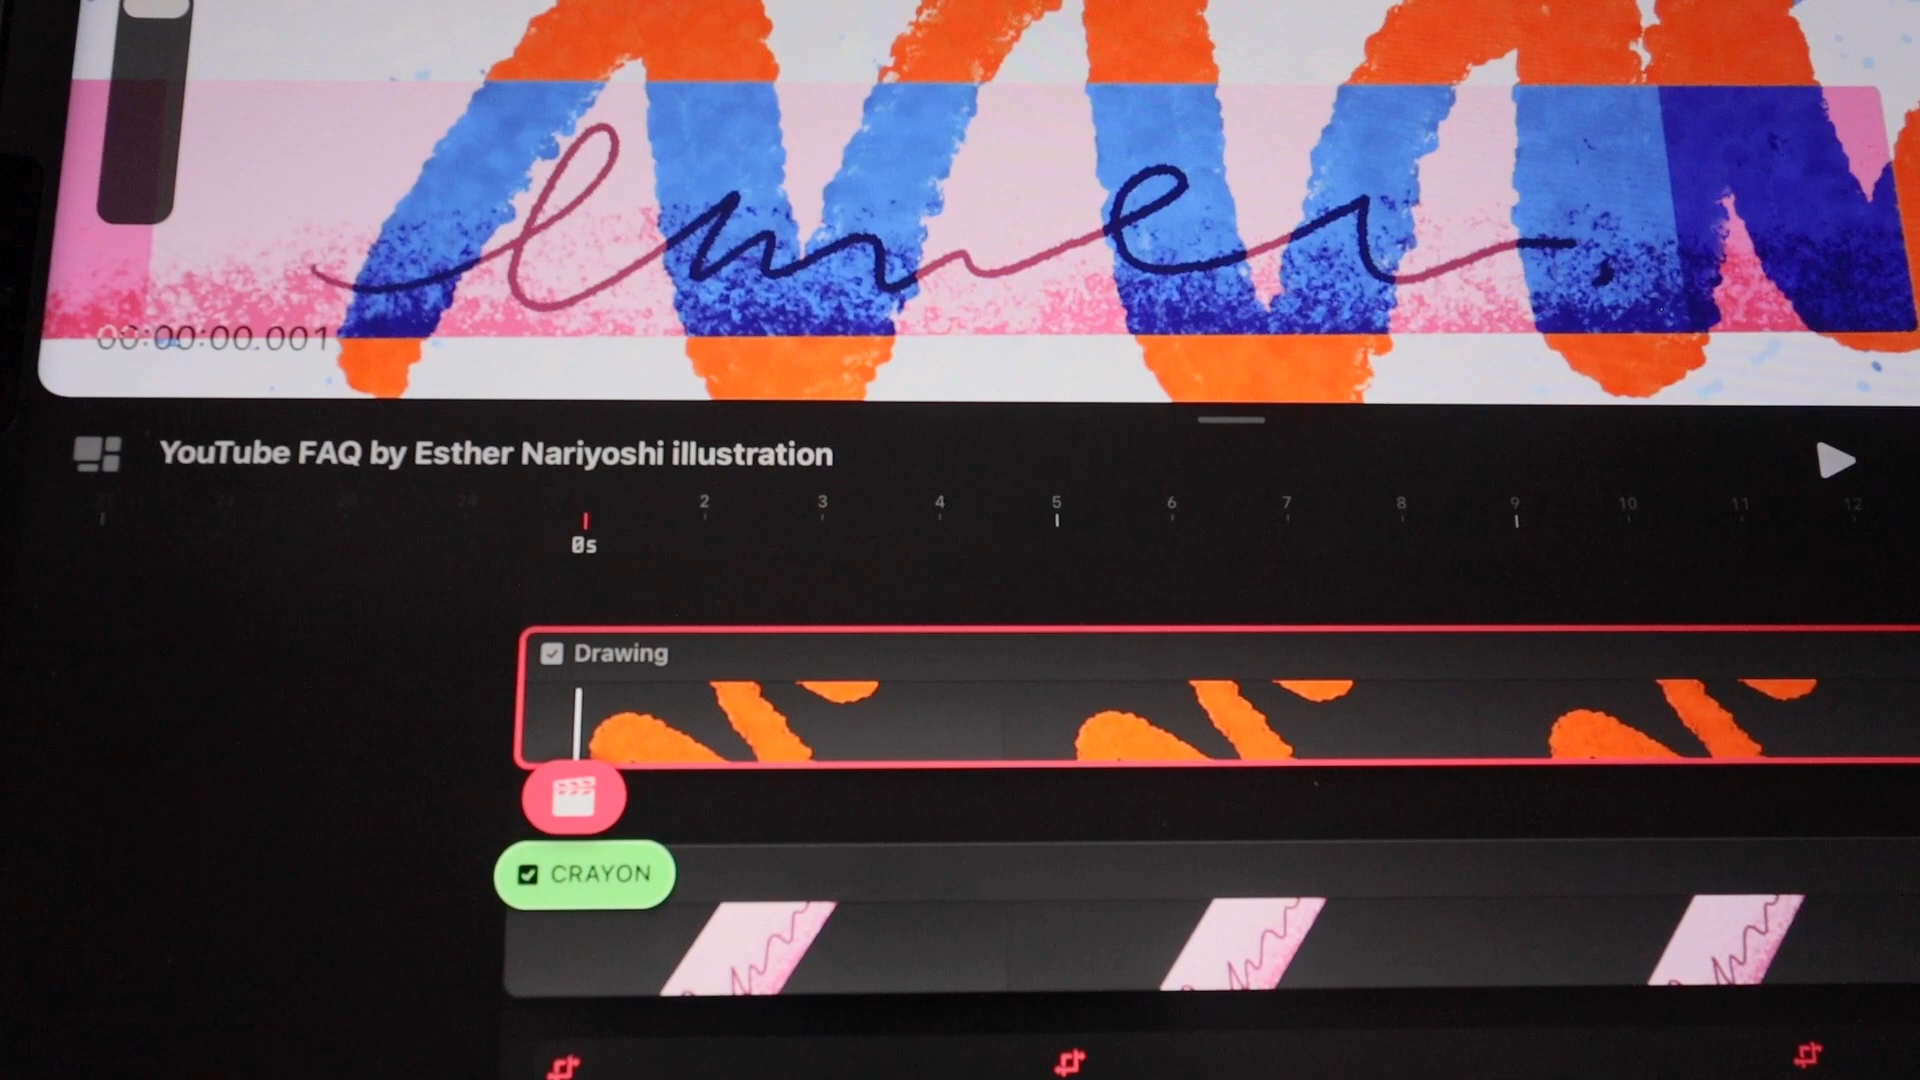 00:00:00.001
YouTube FAQ by Esther Nariyoshi illustration
2 3 4 5 6 7 8 9 10 11 12
0s
Drawing
CRAYON